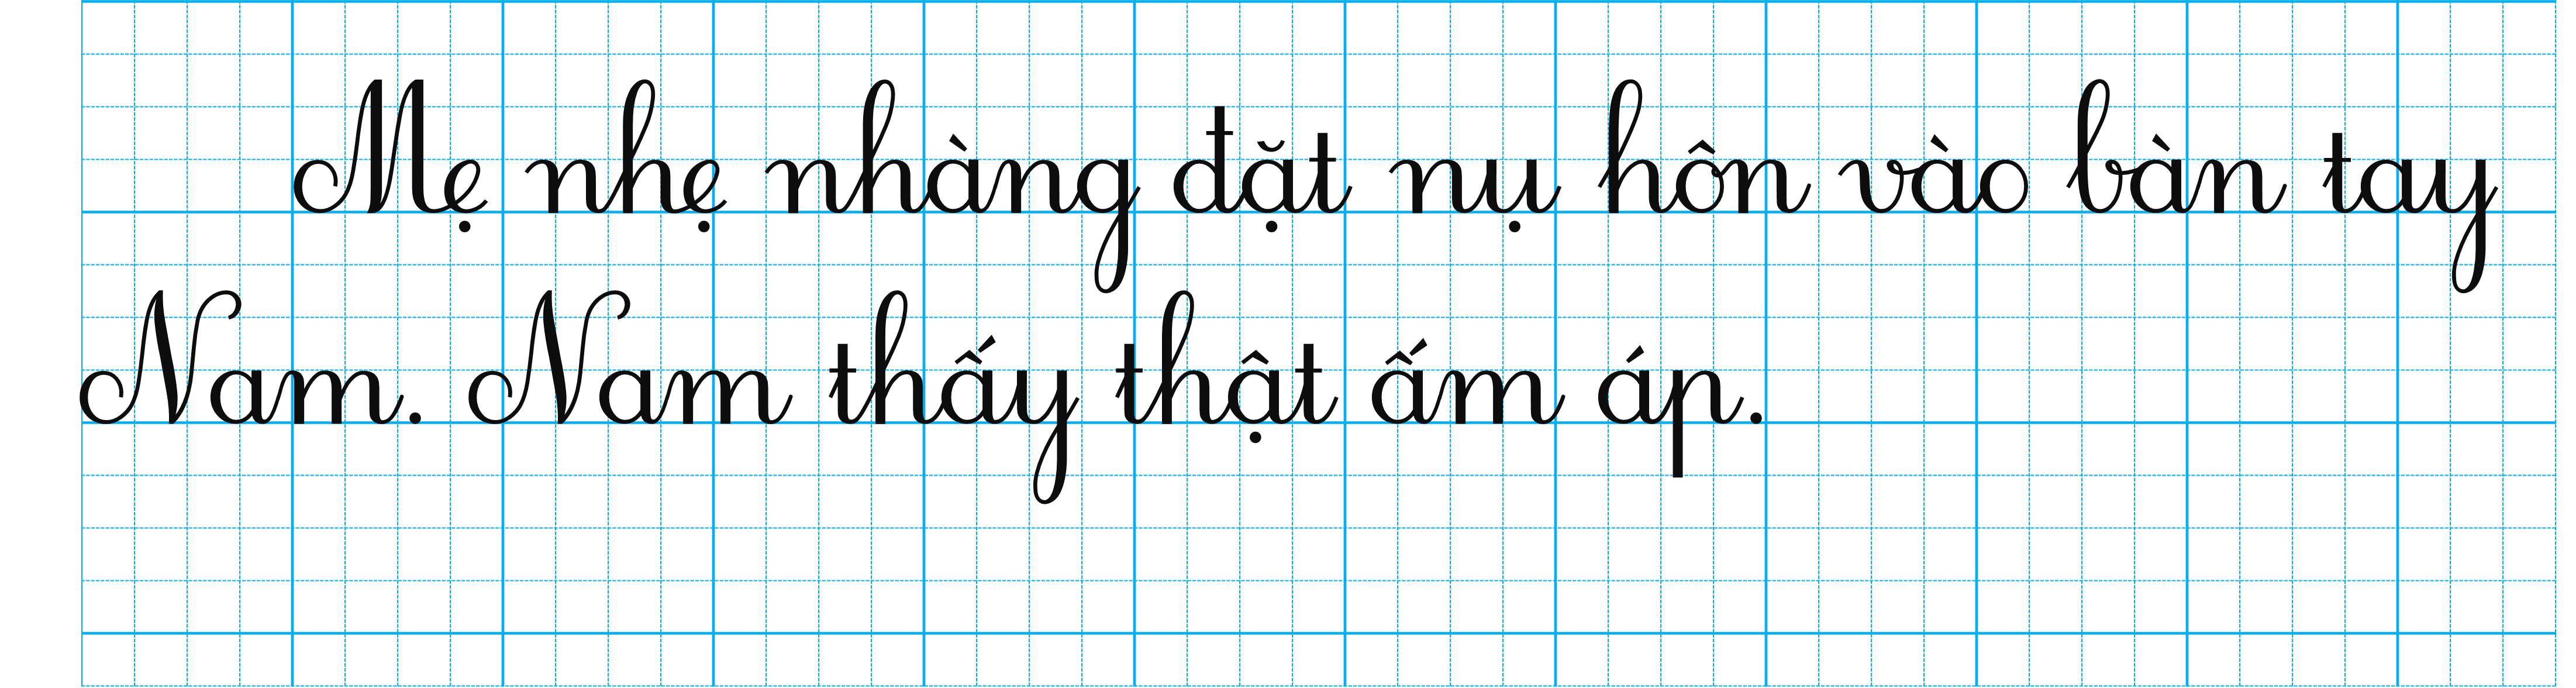 Mẹ nhẹ nhàng đặt nụ hôn vào bàn tay
Nam. Nam thấy thật ấm áp.